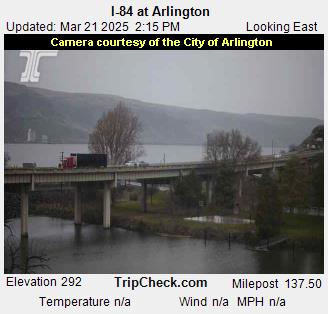 I-84 at Arlington
Updated: Mar 21 2025 2:15 PM Looking East
Camera courtesy of the City of Arlington
Elevation 292 TripCheck.com Milepost 137.50
Temperature n/a Wind n/a MPH n/a